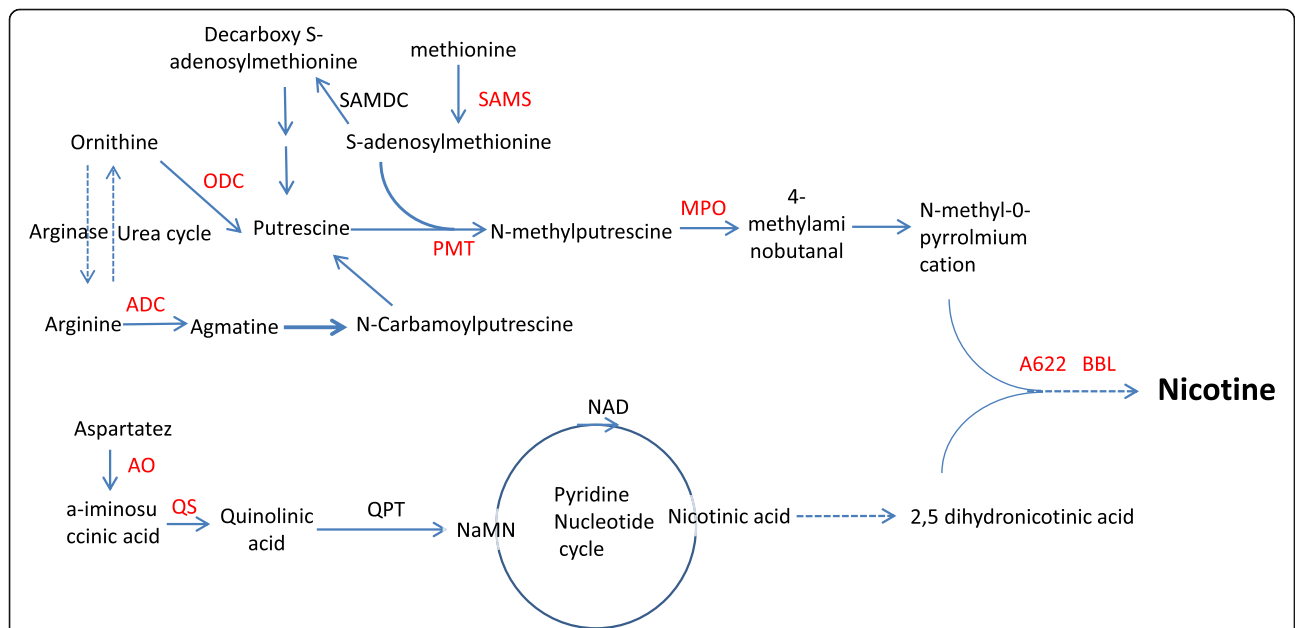 Decarboxy S-
adenosylmethionine
methionine
SAMDC
SAMS
Ornithine
S-adenosylmethionine
ODC
Arginase
Urea cycle
Putrescine
PMT
N-methylputrescine
MPO
4-
methylami
nobutanal
N-methyl-0-
pyrrolmium
cation
Arginine
ADC
Agmatine
N-Carbamoylputrescine
A622 BBL
Nicotine
Aspartatez
AO
a-iminosu
ccinic acid
QS
Quinolinic
acid
QPT
NaMN
NAD
Pyridine
Nucleotide
cycle
Nicotinic acid
2,5 dihydronicotinic acid